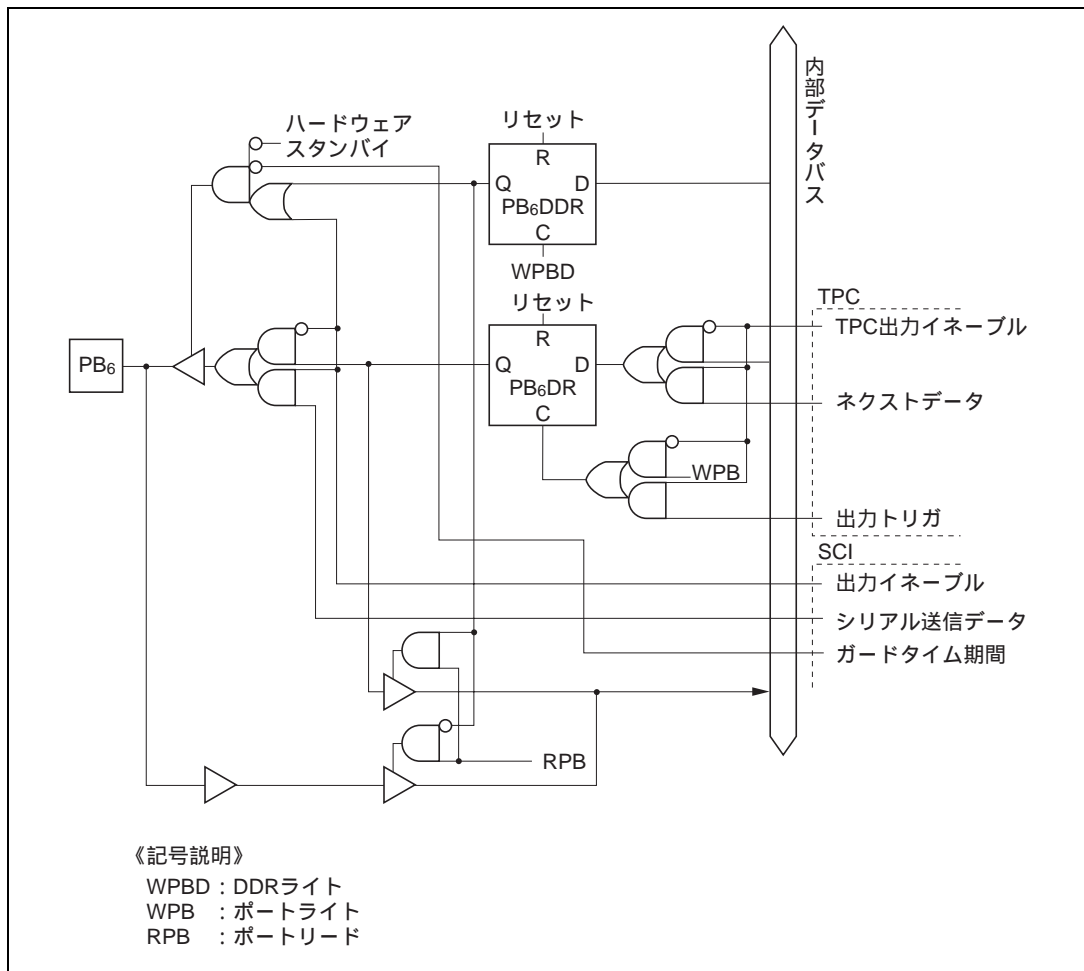 ハードウェア
スタンバイ
リセット
R
Q
D
PB₆DDR
C
WPBD
内部データバス
リセット
R
Q
D
PB₆DR
C
PB₆
TPC
TPC出力イネーブル
ネクストデータ
WPB
出力トリガ
SCI
出力イネーブル
シリアル送信データ
ガードタイム期間
RPB
《記号説明》
WPBD：DDRライト
WPB ：ポートライト
RPB ：ポートリード